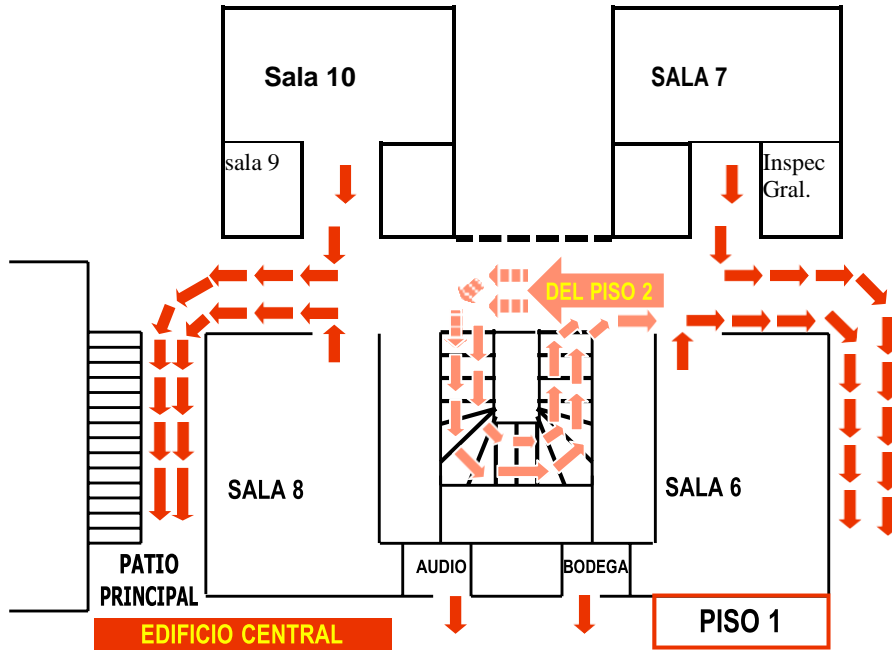 Sala 10
SALA 7
sala 9
Inspec
Gral.
DEL PISO 2
SALA 8
SALA 6
AUDIO
BODEGA
PATIO
PRINCIPAL
EDIFICIO CENTRAL
PISO 1